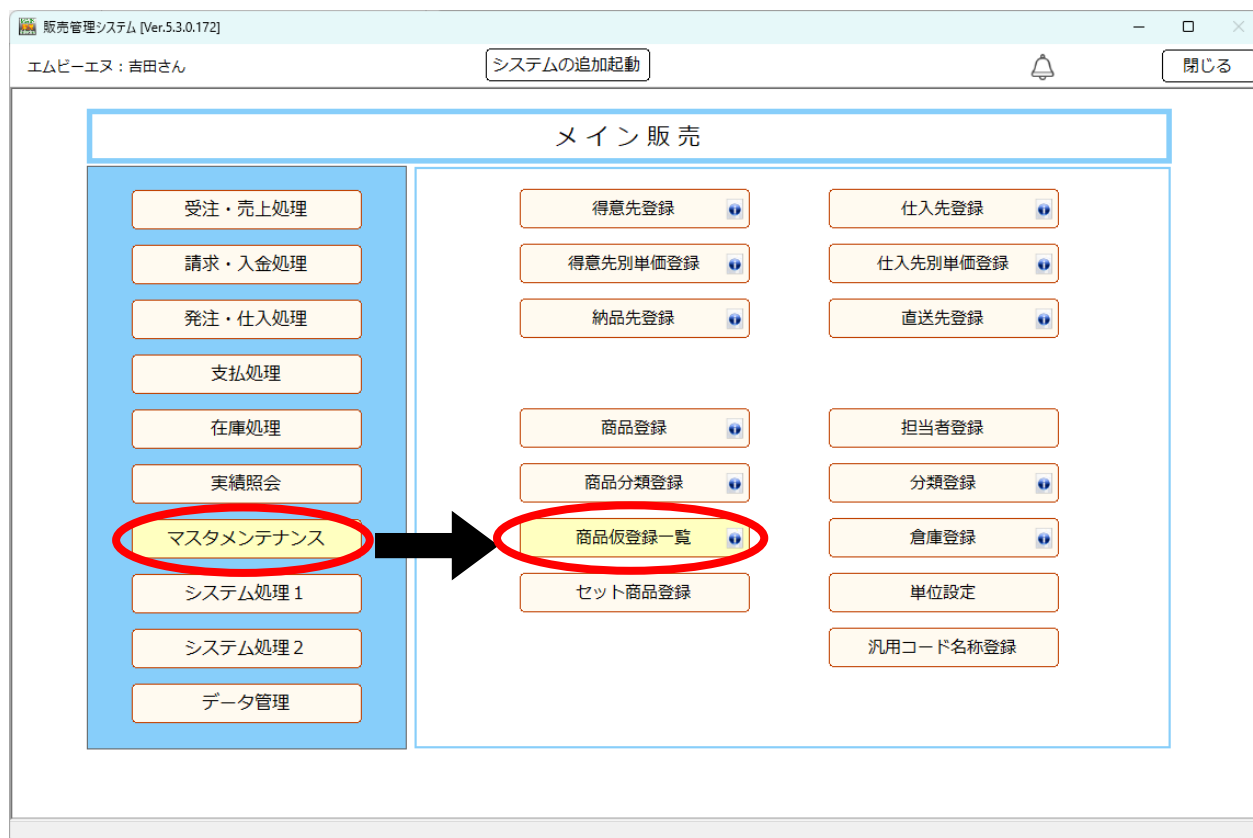 販売管理システム [Ver.5.3.0.172]
エムビーエヌ：吉田さん
システムの追加起動
閉じる
メイン販売
受注・売上処理
請求・入金処理
発注・仕入処理
支払処理
在庫処理
実績照会
マスタメンテナンス
システム処理１
システム処理２
データ管理
得意先登録
仕入先登録
得意先別単価登録
仕入先別単価登録
納品先登録
直送先登録
商品登録
担当者登録
商品分類登録
分類登録
商品仮登録一覧
倉庫登録
セット商品登録
単位設定
汎用コード名称登録